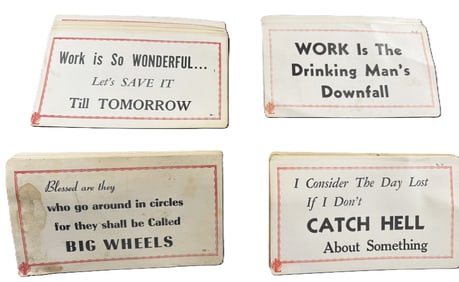 Work is So WONDERFUL...
Let's SAVE IT
Till TOMORROW
WORK Is The
Drinking Man's
Downfall
Blessed are they
who go around in circles
for they shall be Called
BIG WHEELS
I Consider The Day Lost
If I Don't
CATCH HELL
About Something